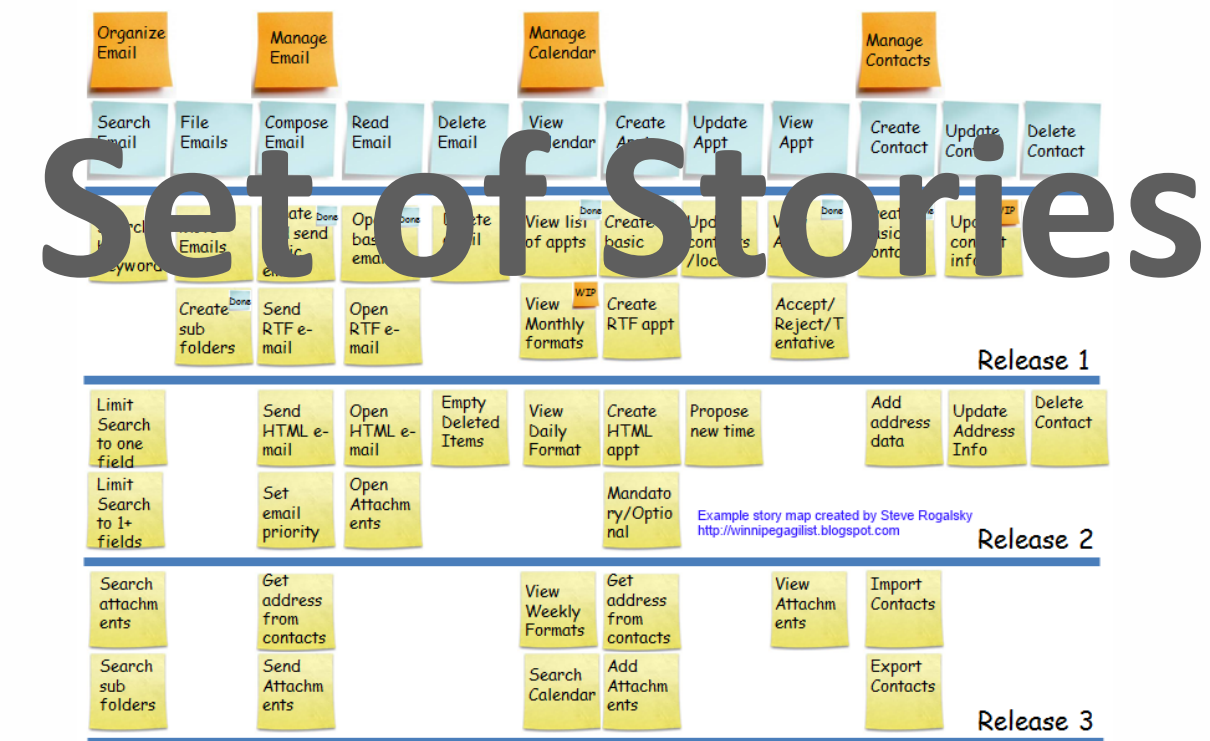 Organize
Email
Manage
Email
Manage
Calendar
Manage
Contacts
Search
Email
File
Emails
Compose
Email
Read
Email
Delete
Email
View
Calendar
Create
Appt
Update
Appt
View
Appt
Create
Contact
Update
Contact
Delete
Contact
Set of Stories
Emails
Done
Done
View list
of appts
Done
Create
basic
Done
WIP
Create
sub
folders
Done
Send
RTF e-
mail
Open
RTF e-
mail
View
Monthly
formats
WIP
Create
RTF appt
Accept/
Reject/T
entative
Release 1
Limit
Search
to one
field
Send
HTML e-
mail
Open
HTML e-
mail
Empty
Deleted
Items
View
Daily
Format
Create
HTML
appt
Propose
new time
Add
address
data
Update
Address
Info
Delete
Contact
Limit
Search
to 1+
fields
Set
email
priority
Open
Attachm
ents
Mandato
ry/Optio
nal
Example story map created by Steve Rogalsky
http://winnipegagilist.blogspot.com
Release 2
Search
attachm
ents
Get
address
from
contacts
View
Weekly
Formats
Get
address
from
contacts
View
Attachm
ents
Import
Contacts
Search
sub
folders
Send
Attachm
ents
Search
Calendar
Add
Attachm
ents
Export
Contacts
Release 3